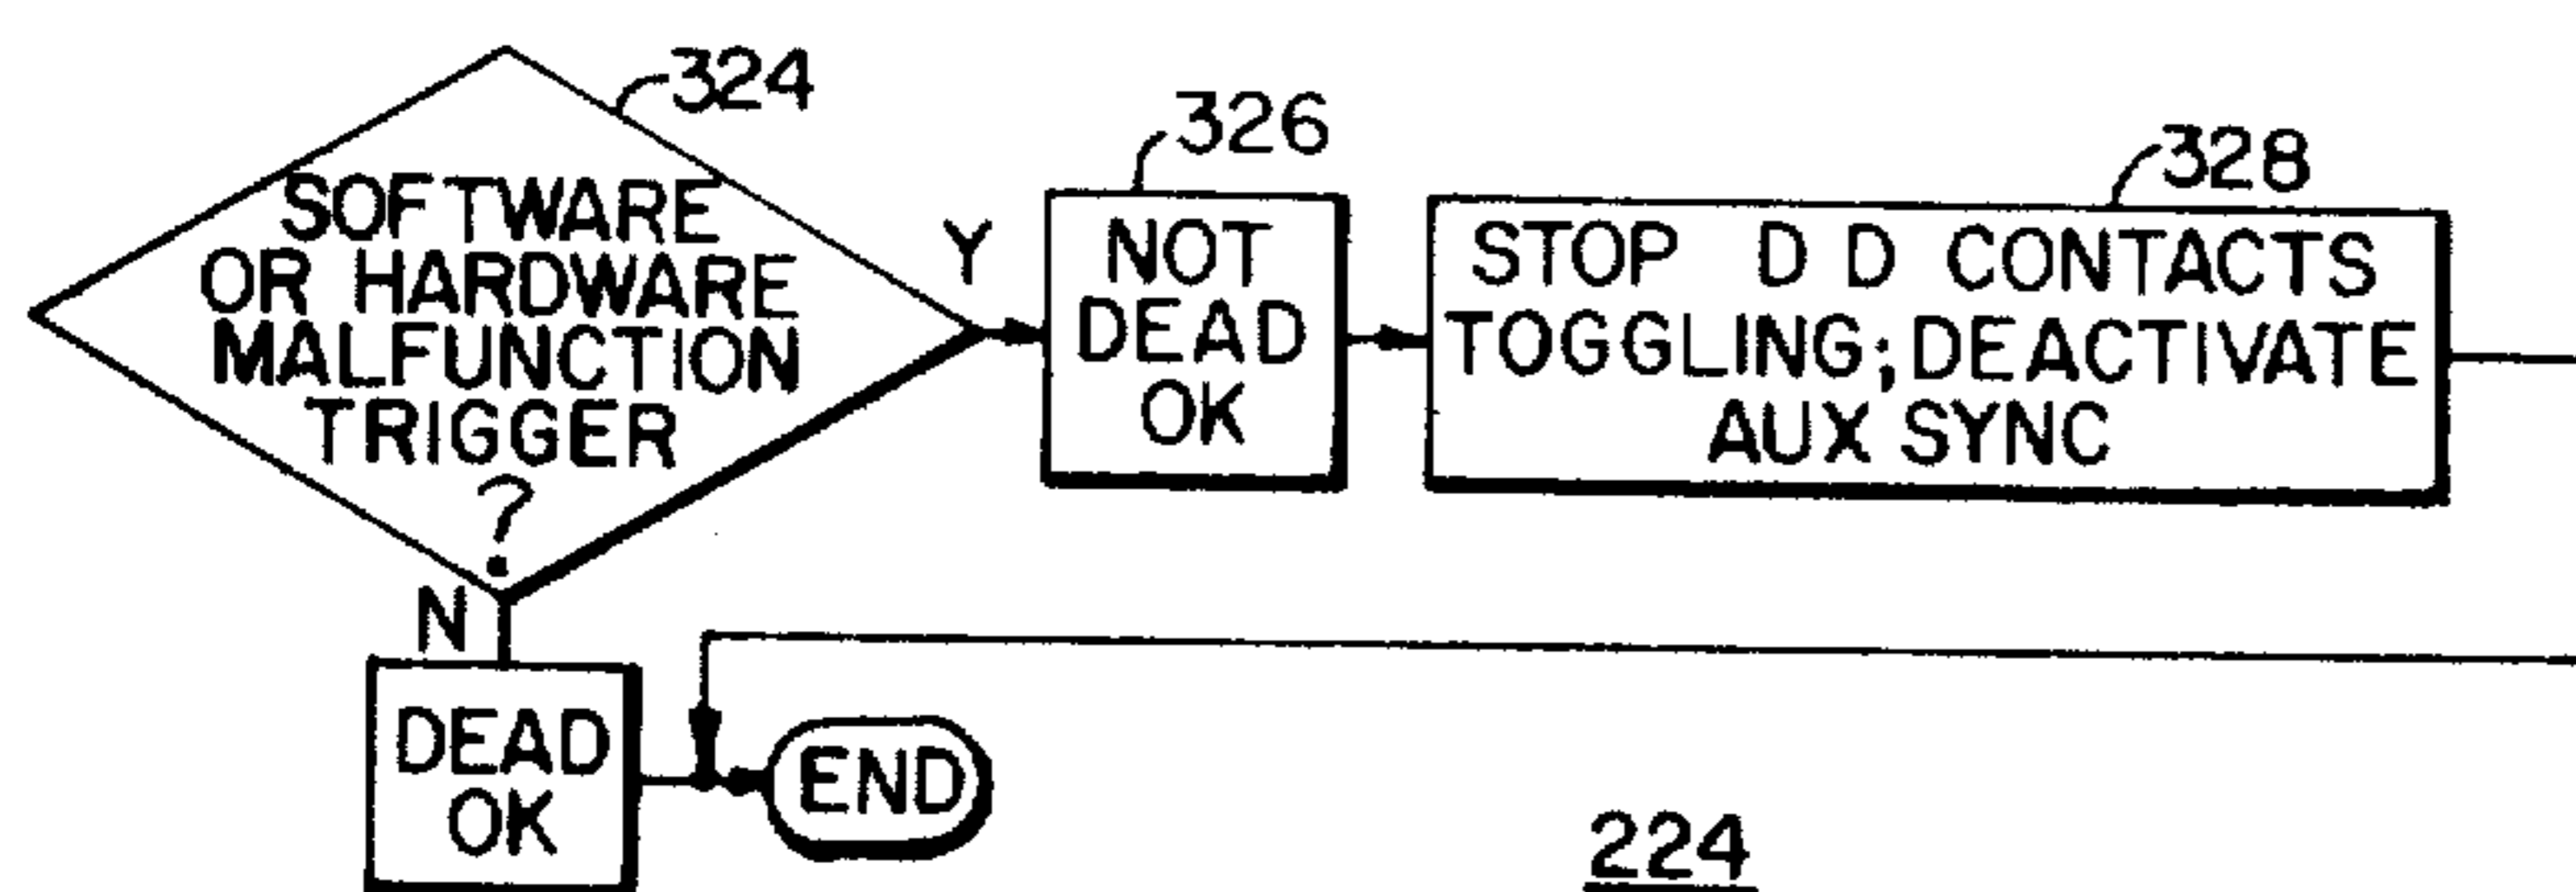 324
SOFTWARE
OR HARDWARE
MALFUNCTION
TRIGGER
?
Y
N
326
NOT
DEAD
OK
328
STOP D D CONTACTS
TOGGLING; DEACTIVATE
AUX SYNC
DEAD
OK
END
224